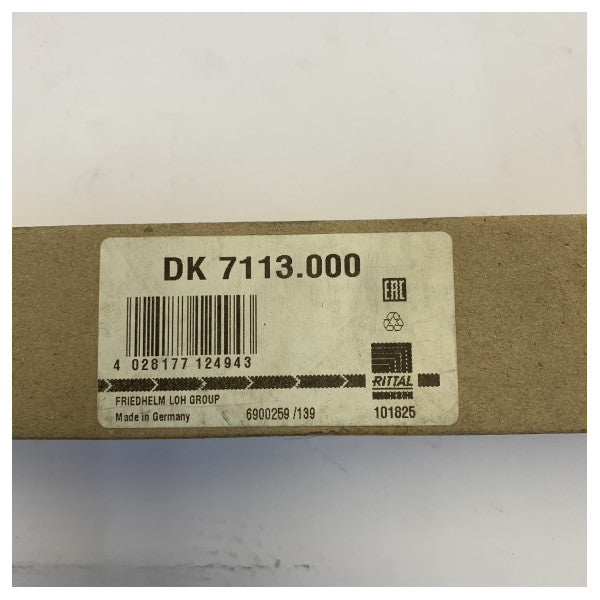 DK 7113.000
EAC
4 028177 124943
RITTAL
FRIEDHELM LOH GROUP
Made in Germany
6900259 /139
101825